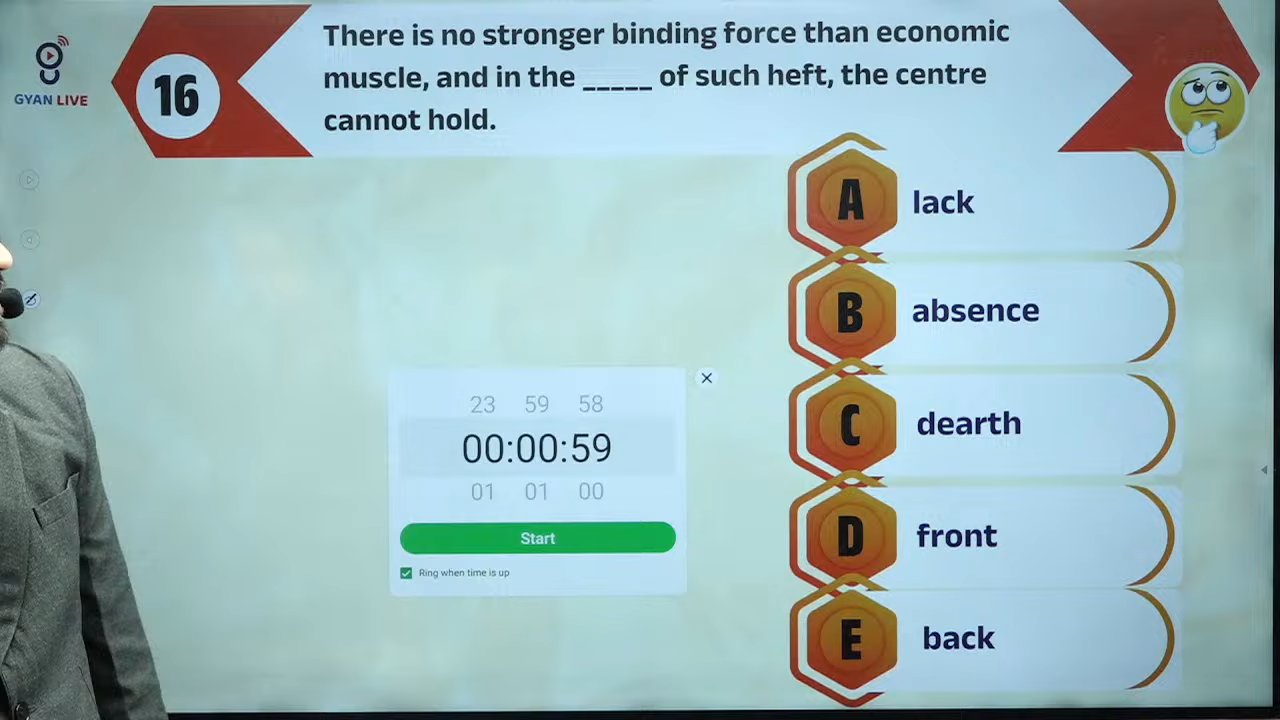 GYAN LIVE
16
There is no stronger binding force than economic
muscle, and in the _____ of such heft, the centre
cannot hold.
A lack
B absence
C dearth
D front
E back
23 59 58
00:00:59
01 01 00
Start
Ring when time is up